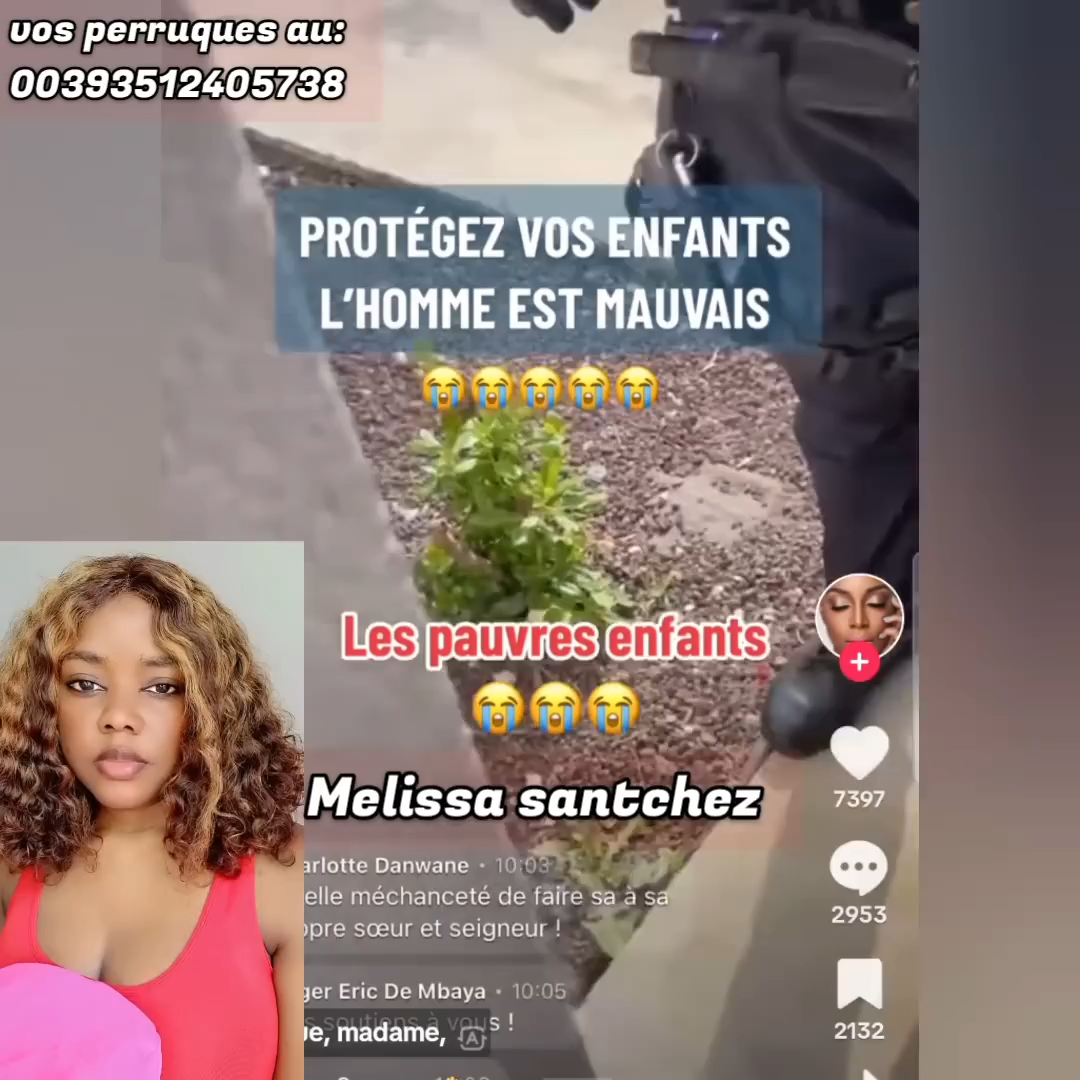 vos perruques au:
00393512405738
PROTÉGEZ VOS ENFANTS
L’HOMME EST MAUVAIS
Les pauvres enfants
7397
Melissa santchez
arlotte Danwane • 10:03
elle méchanceté de faire sa à sa
opre sœur et seigneur !
2953
ger Eric De Mbaya • 10:05
s soutiens à vous !
madame,
2132